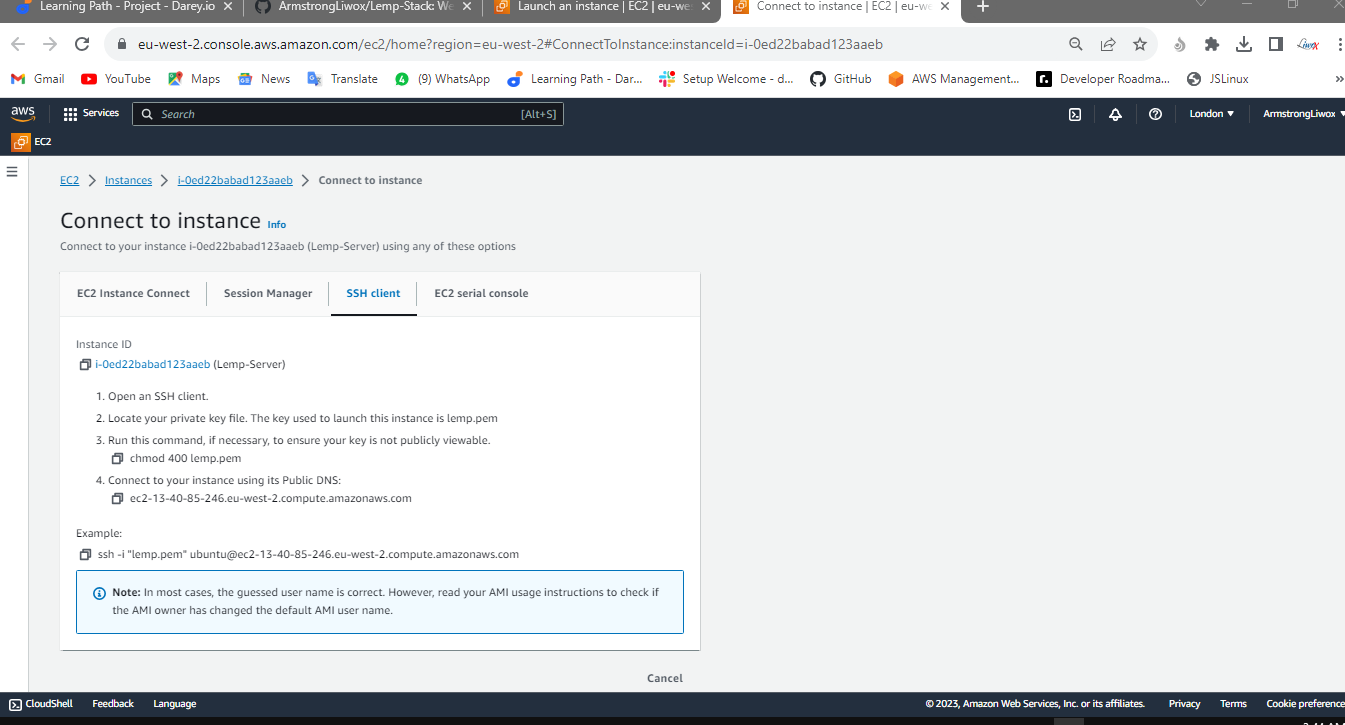 Learning Path - Project - Darey.io
ArmstrongLiwox/Lemp-Stack: We
Launch an instance | EC2 | eu-we
Connect to instance | EC2 | eu-w
eu-west-2.console.aws.amazon.com/ec2/home?region=eu-west-2#ConnectToInstance:instanceId=i-0ed22babad123aaeb
Gmail YouTube Maps News Translate (9) WhatsApp Learning Path - Dar... Setup Welcome - d... GitHub AWS Management... Developer Roadma... JSLinux »
aws Services Search [Alt+S] London ArmstrongLiwox
EC2
EC2 Instances i-0ed22babad123aaeb Connect to instance
Connect to instance Info
Connect to your instance i-0ed22babad123aaeb (Lemp-Server) using any of these options
EC2 Instance Connect Session Manager SSH client EC2 serial console
Instance ID
i-0ed22babad123aaeb (Lemp-Server)
1. Open an SSH client.
2. Locate your private key file. The key used to launch this instance is lemp.pem
3. Run this command, if necessary, to ensure your key is not publicly viewable.
chmod 400 lemp.pem
4. Connect to your instance using its Public DNS:
ec2-13-40-85-246.eu-west-2.compute.amazonaws.com
Example:
ssh -i "lemp.pem" ubuntu@ec2-13-40-85-246.eu-west-2.compute.amazonaws.com
Note: In most cases, the guessed user name is correct. However, read your AMI usage instructions to check if
the AMI owner has changed the default AMI user name.
Cancel
CloudShell Feedback Language © 2023, Amazon Web Services, Inc. or its affiliates. Privacy Terms Cookie preference